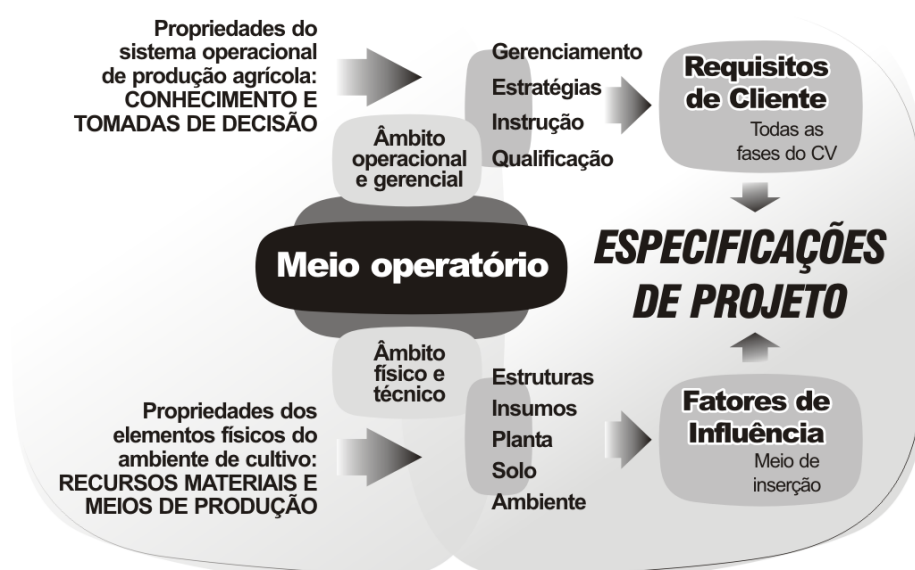 Propriedades do
sistema operacional
de produção agrícola:
CONHECIMENTO E
TOMADAS DE DECISÃO
Âmbito
operacional
e gerencial
Gerenciamento
Estratégias
Instrução
Qualificação
Requisitos
de Cliente
Todas as
fases do CV
Meio operatório
ESPECIFICAÇÕES
DE PROJETO
Âmbito
físico e
técnico
Propriedades dos
elementos físicos do
ambiente de cultivo:
RECURSOS MATERIAIS E
MEIOS DE PRODUÇÃO
Estruturas
Insumos
Planta
Solo
Ambiente
Fatores de
Influência
Meio de
inserção